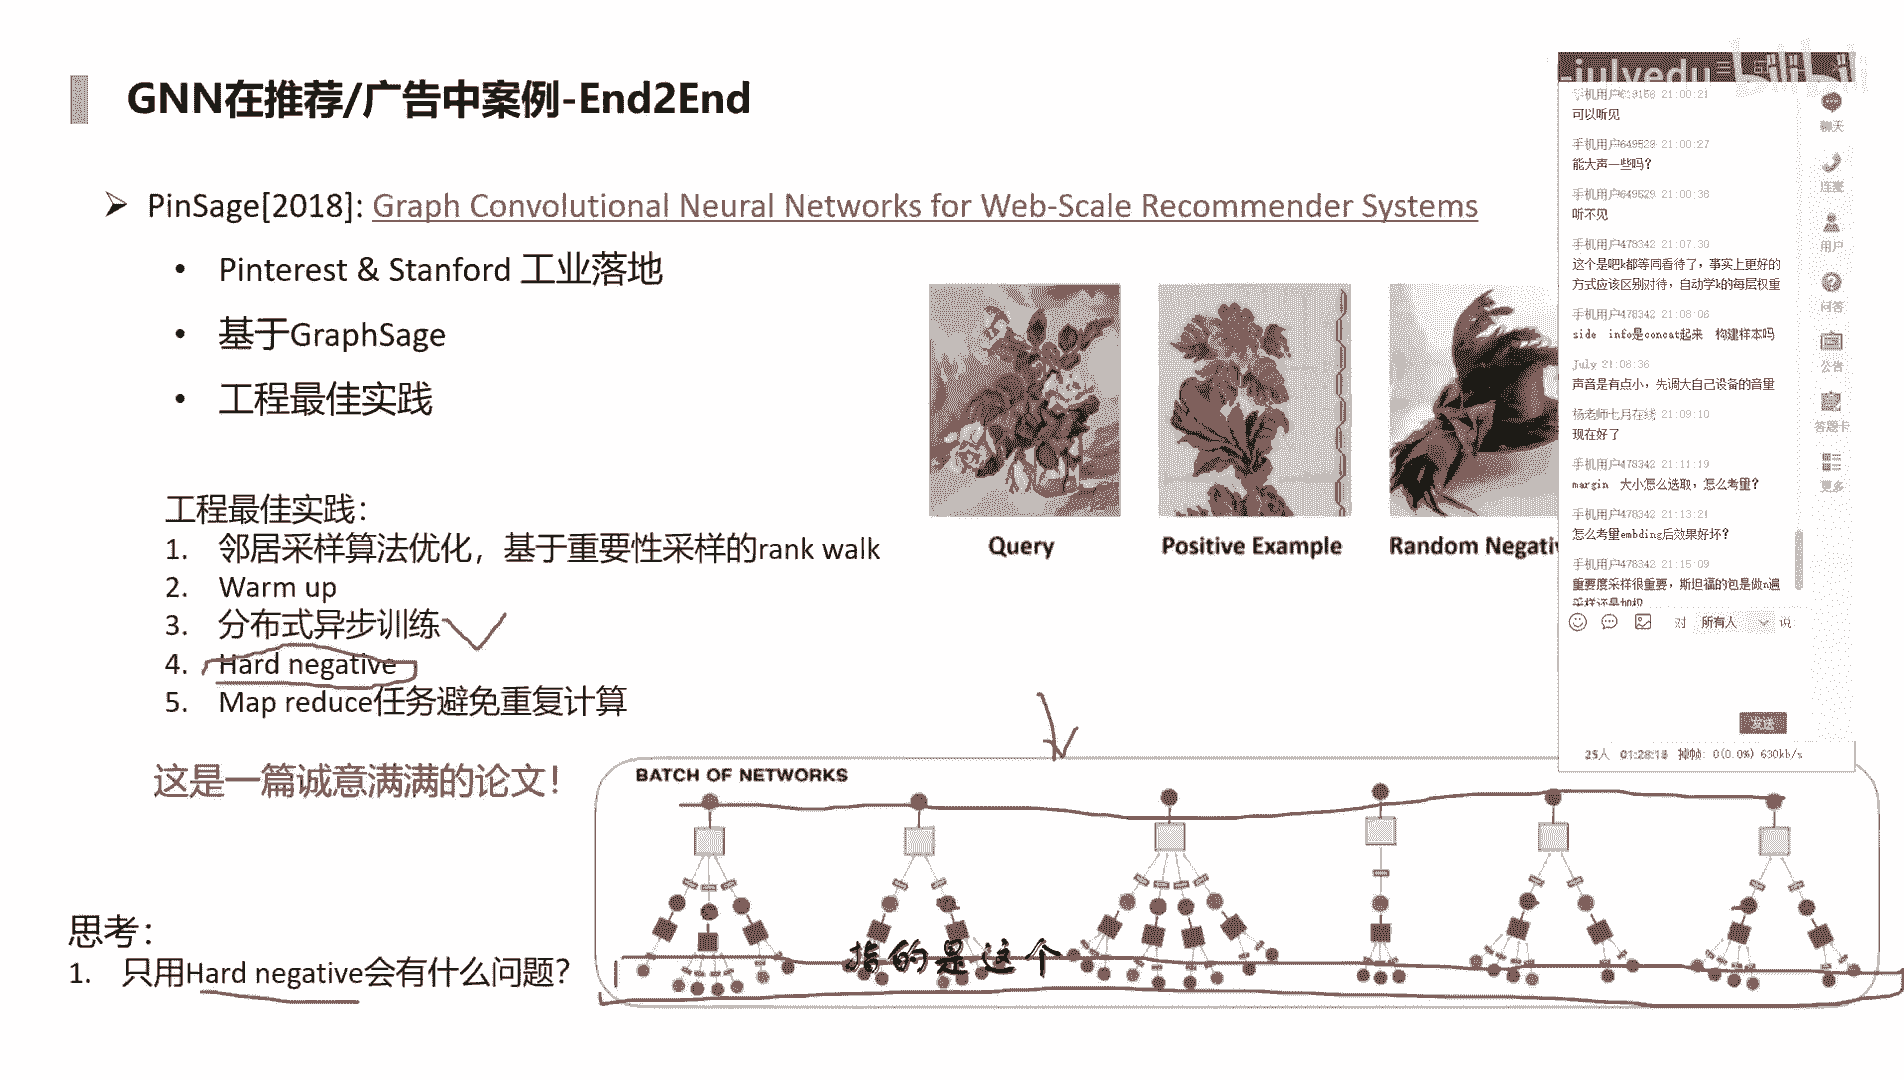 GNN在推荐/广告中案例-End2End
PinSage[2018]: Graph Convolutional Neural Networks for Web-Scale Recommender Systems
• Pinterest & Stanford 工业落地
• 基于GraphSage
• 工程最佳实践
工程最佳实践：
1. 邻居采样算法优化，基于重要性采样的rank walk
2. Warm up
3. 分布式异步训练
4. Hard negative
5. Map reduce任务避免重复计算
这是一篇诚意满满的论文！
思考：
1. 只用Hard negative会有什么问题？
Query
Positive Example
Random Negativ
BATCH OF NETWORKS
指的是这个
-julyedu
bilibili
21:00:21
可以听见
手机用户649529 21:00:27
能大声一些吗？
手机用户649529 21:00:36
听不见
手机用户478342 21:07:30
这个是吧k都等同看待了，事实上更好的
方式应该区别对待，自动学k的每层权重
手机用户478342 21:08:06
side info是concat起来 构建样本吗
July 21:08:36
声音是有点小，先调大自己设备的音量
杨老师七月在线 21:09:10
现在好了
手机用户478342 21:11:19
margin 大小怎么选取，怎么考量？
手机用户478342 21:13:21
怎么考量embding后效果好坏？
手机用户478342 21:15:09
重要度采样很重要，斯坦福的包是做n遍
采样还是加权
对 所有人 说:
发送
25人 01:28:18 掉帧: 0(0.0%) 630kb/s
聊天
连麦
用户
问答
公告
答题卡
更多